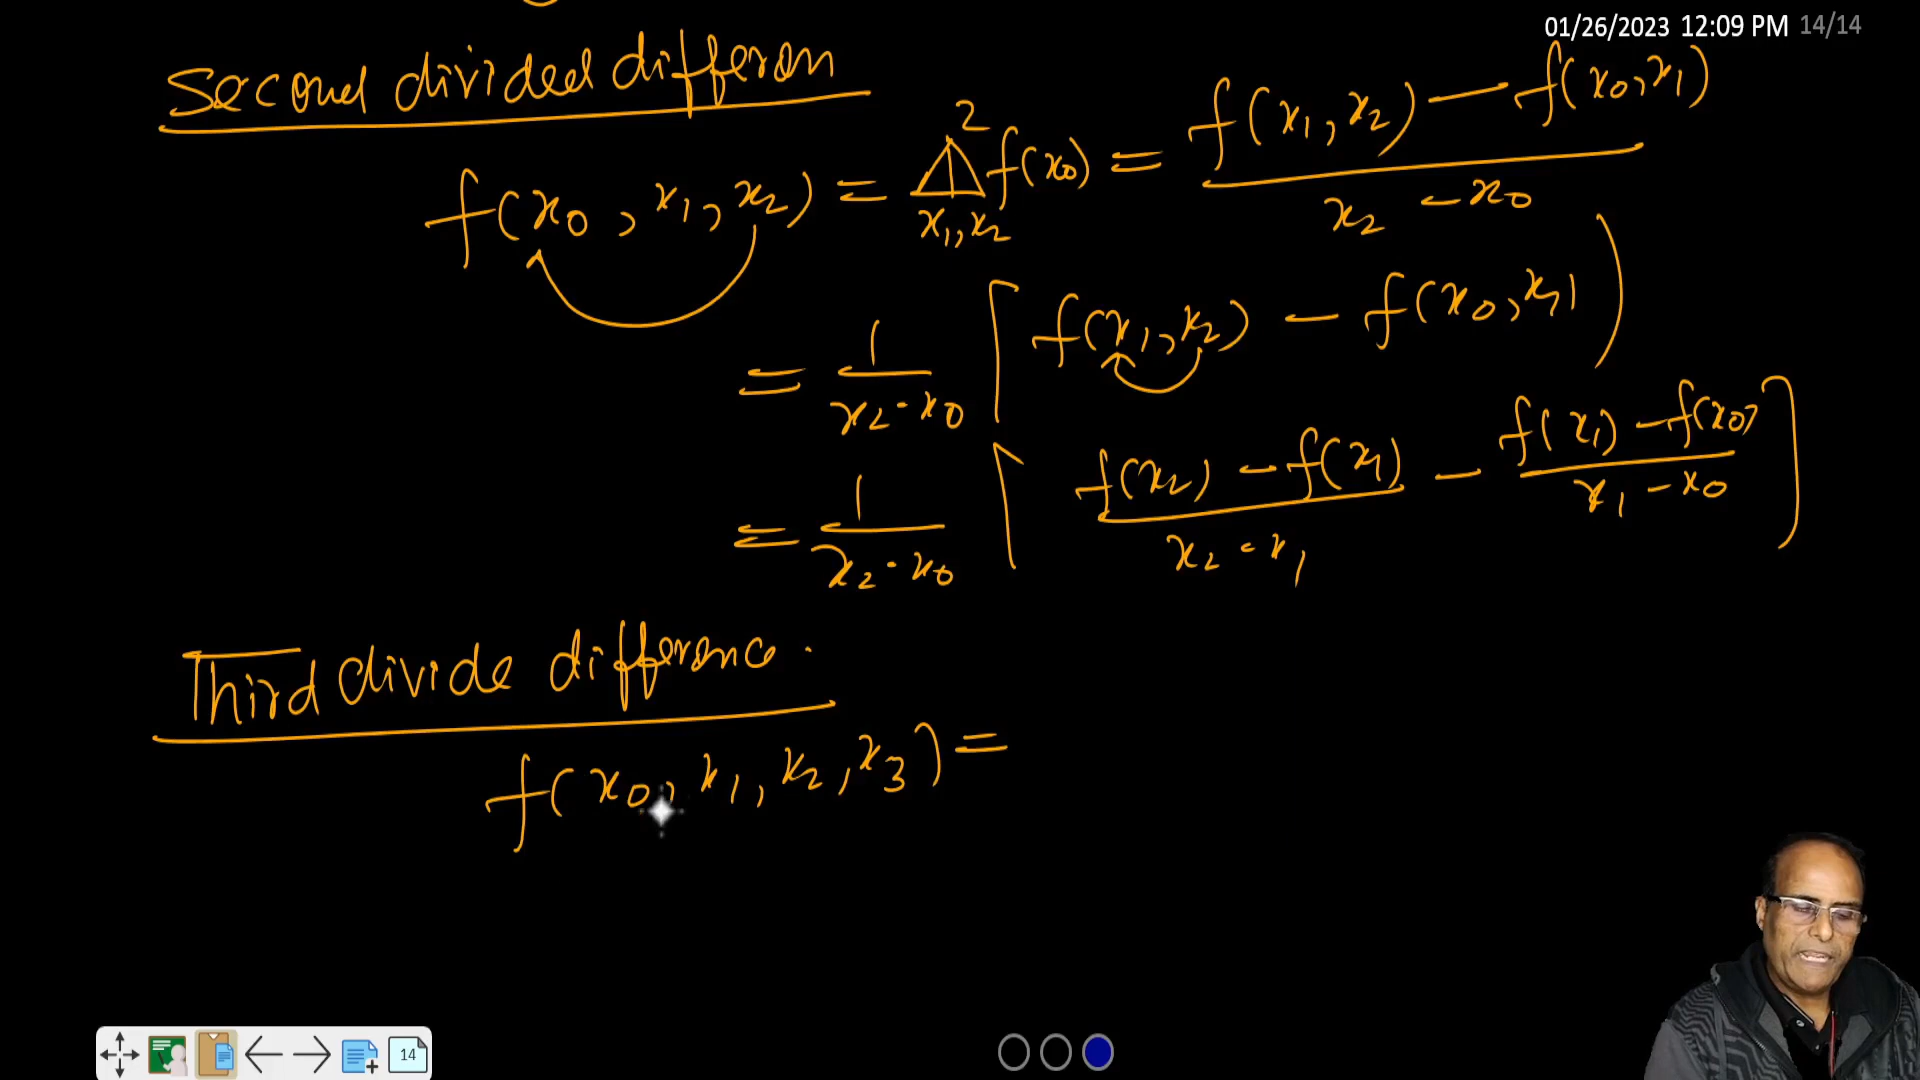 01/26/2023 12:09 PM 14/14
Second divided differen
f(x₀, x₁, x₂) = ⧋² f(x₀) = f(x₁, x₂) - f(x₀, x₁)
x₁, x₂
x₂ - x₀
= 1 / x₂ - x₀ [ f(x₁, x₂) - f(x₀, x₁) )
= 1 / x₂ - x₀ [ f(x₂) - f(x₁) / x₂ - x₁ - f(x₁) - f(x₀) / x₁ - x₀ ]
Third divide difference.
f(x₀, x₁, x₂, x₃) =
14